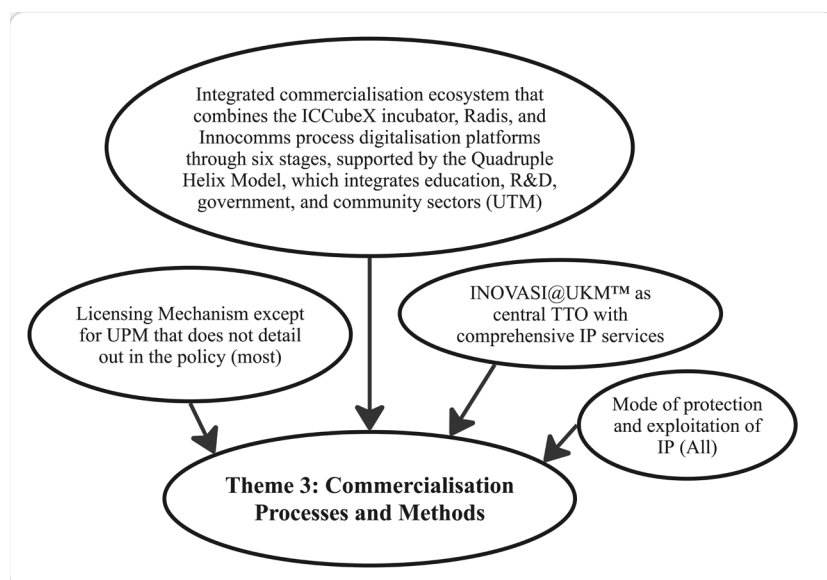 Integrated commercialisation ecosystem that
combines the ICCubeX incubator, Radis, and
Innocomms process digitalisation platforms
through six stages, supported by the Quadruple
Helix Model, which integrates education, R&D,
government, and community sectors (UTM)
Licensing Mechanism except
for UPM that does not detail
out in the policy (most)
INOVASI@UKM™ as
central TTO with
comprehensive IP services
Mode of protection
and exploitation of
IP (All)
Theme 3: Commercialisation
Processes and Methods